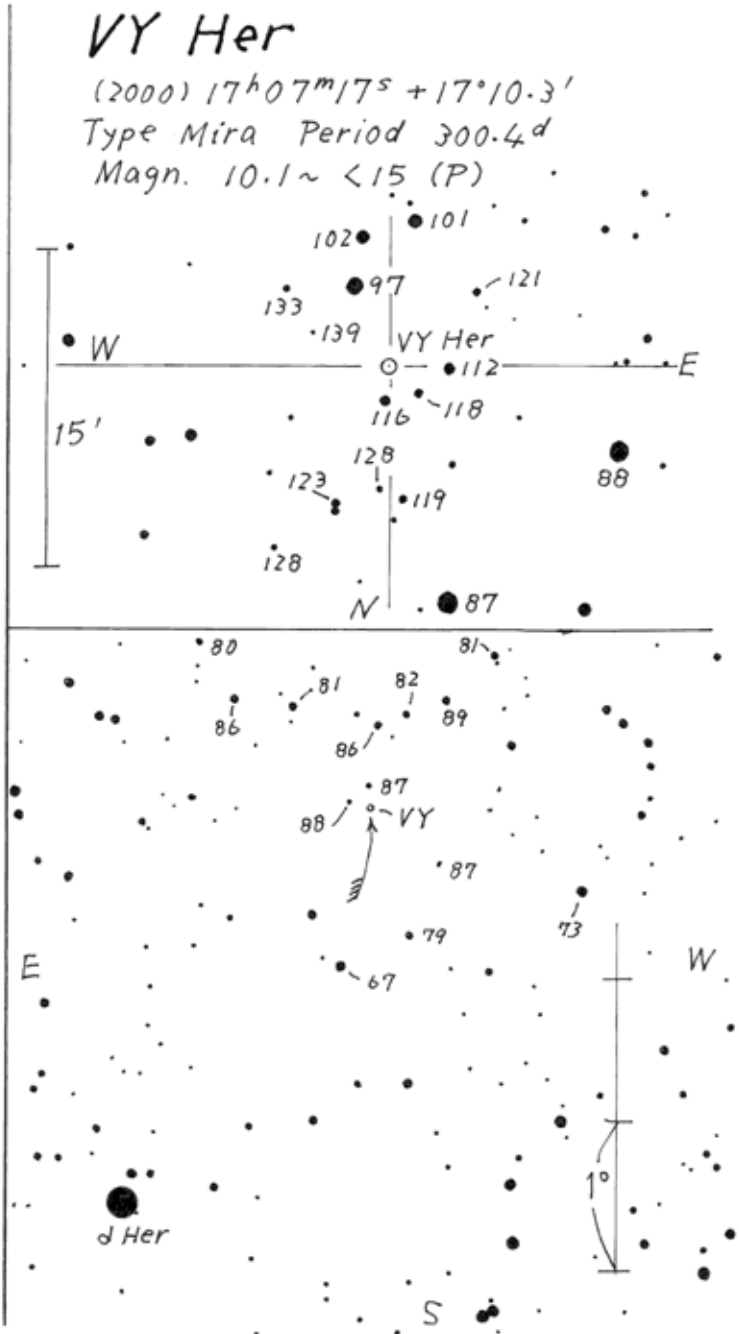 VY Her
(2000) 17h07m17s +17°10.3'
Type Mira Period 300.4d
Magn. 10.1~ <15 (P)
101
102
97
121
133
139
VY Her
W
112
E
116
118
15'
128
88
123
119
128
N
87
80
81
81
82
86
89
86
87
88
VY
87
73
79
E
W
67
1°
d Her
S